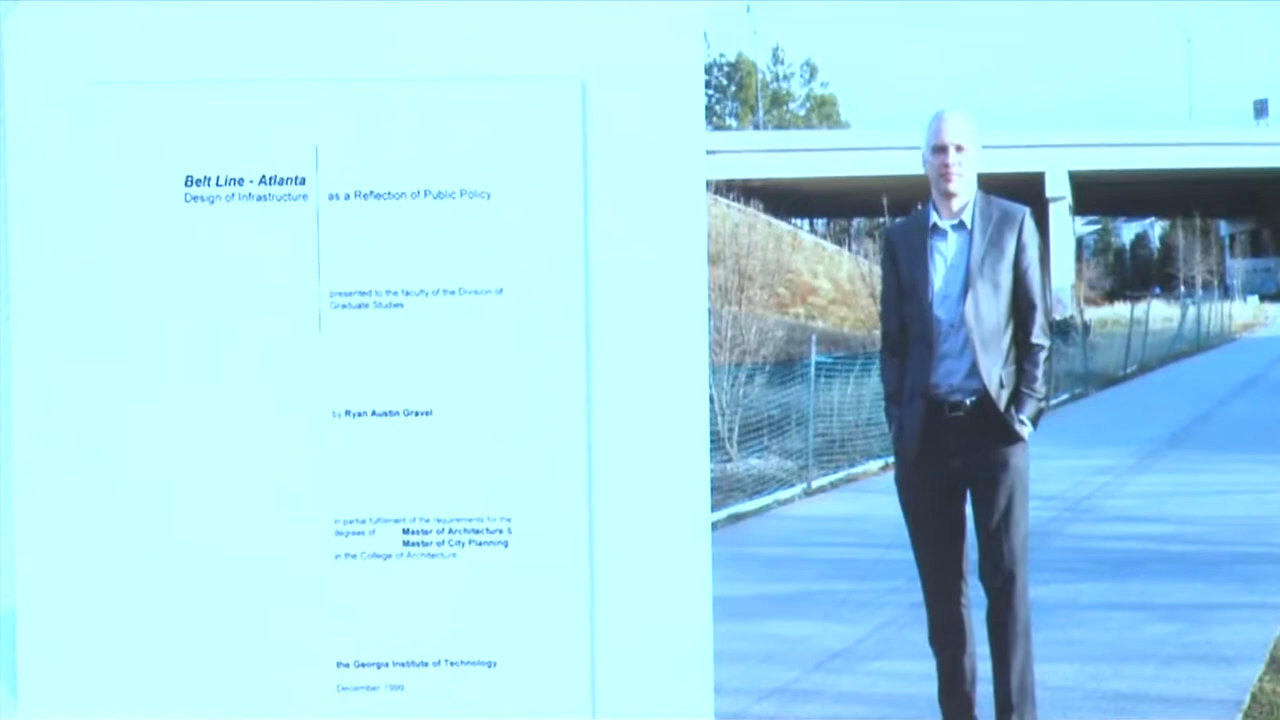 Belt Line - Atlanta
Design of Infrastructure as a Reflection of Public Policy
presented to the faculty of the Division of
Graduate Studies
by Ryan Austin Gravel
in partial fulfillment of the requirements for the
degrees of Master of Architecture &
Master of City Planning
in the College of Architecture
the Georgia Institute of Technology
December 1999